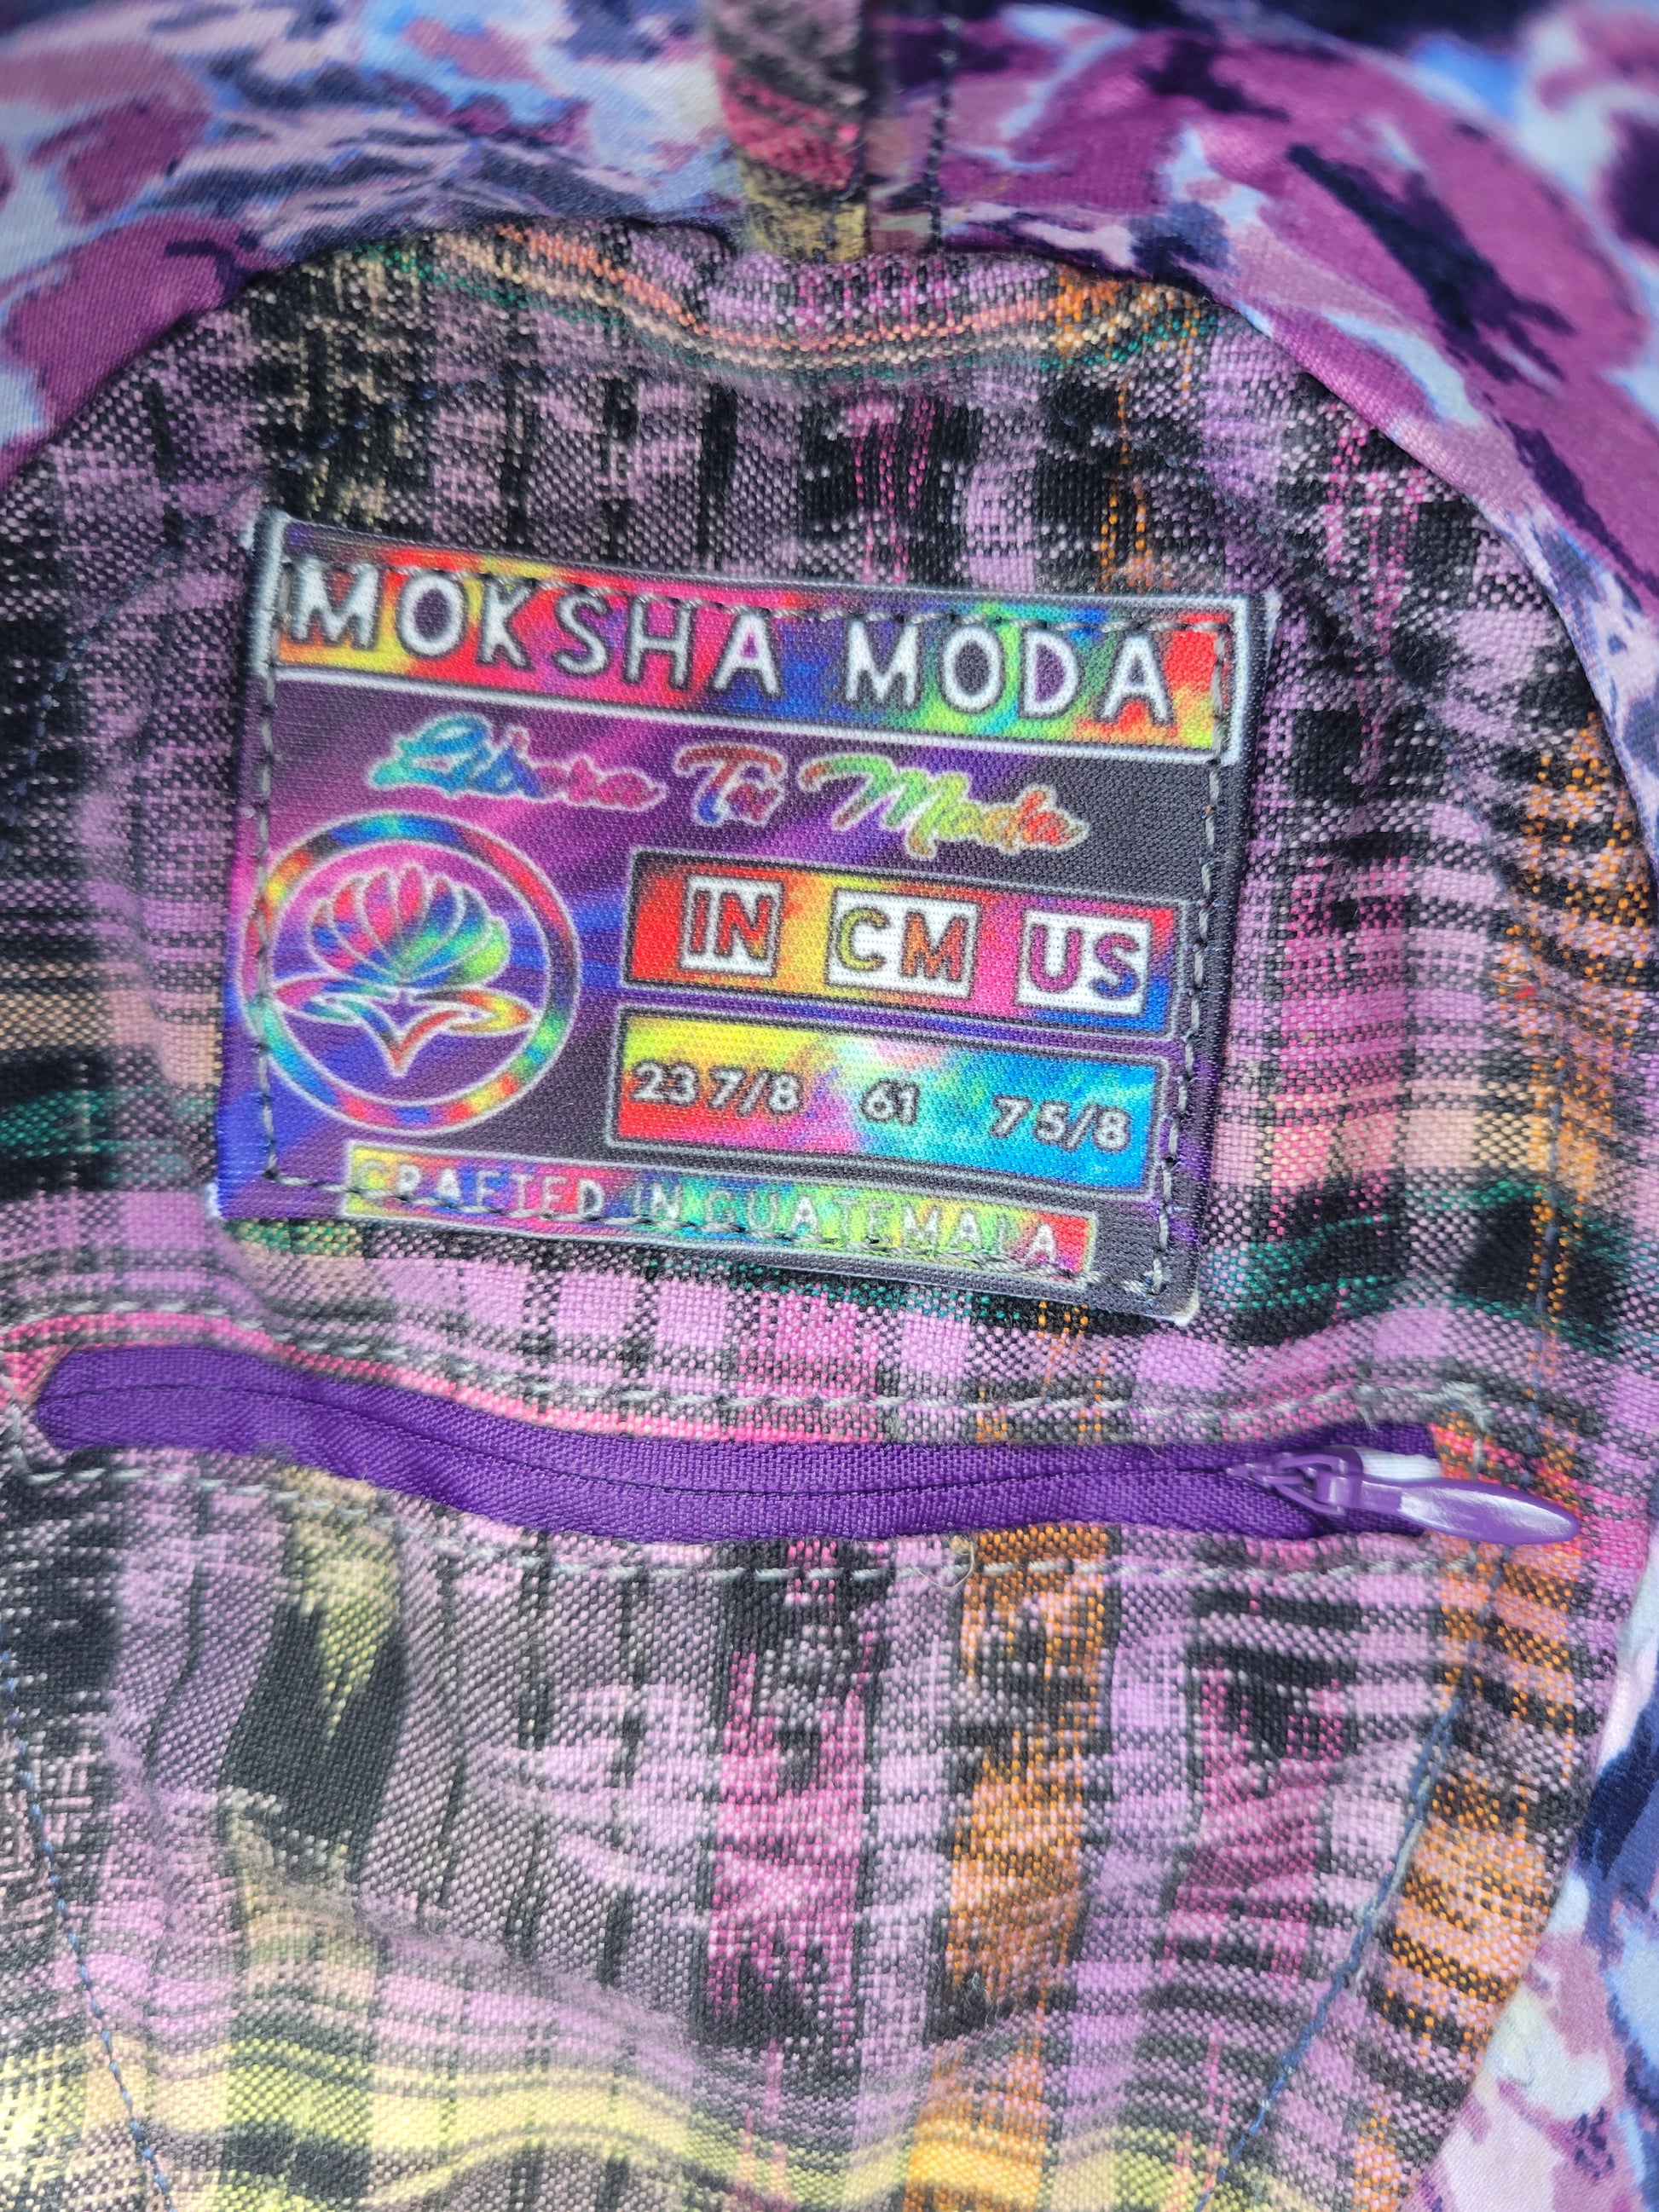 MOKSHA MODA
Libera Tu Moda
IN CM US
23 7/8 61 7 5/8
CRAFTED IN GUATEMALA